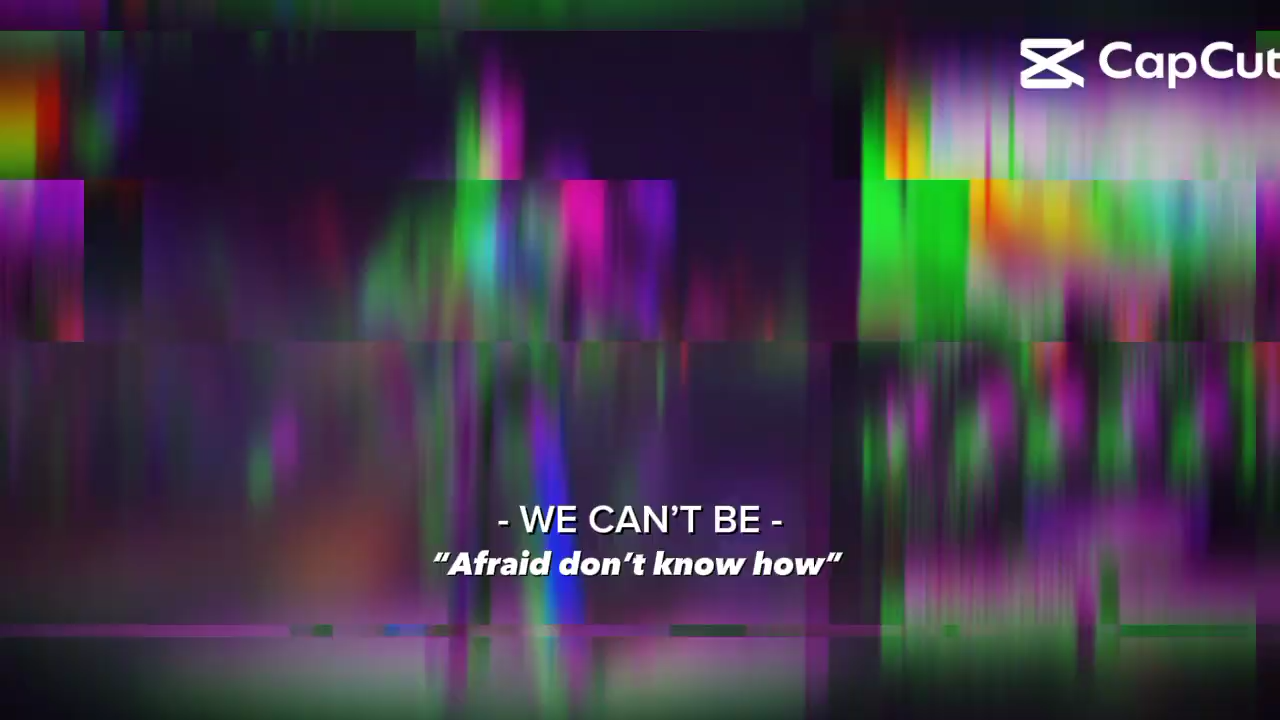 CapCut
- WE CAN’T BE -
“Afraid don’t know how”